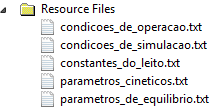 Resource Files
condicoes_de_operacao.txt
condicoes_de_simulacao.txt
constantes_do_leito.txt
parametros_cineticos.txt
parametros_de_equilibrio.txt